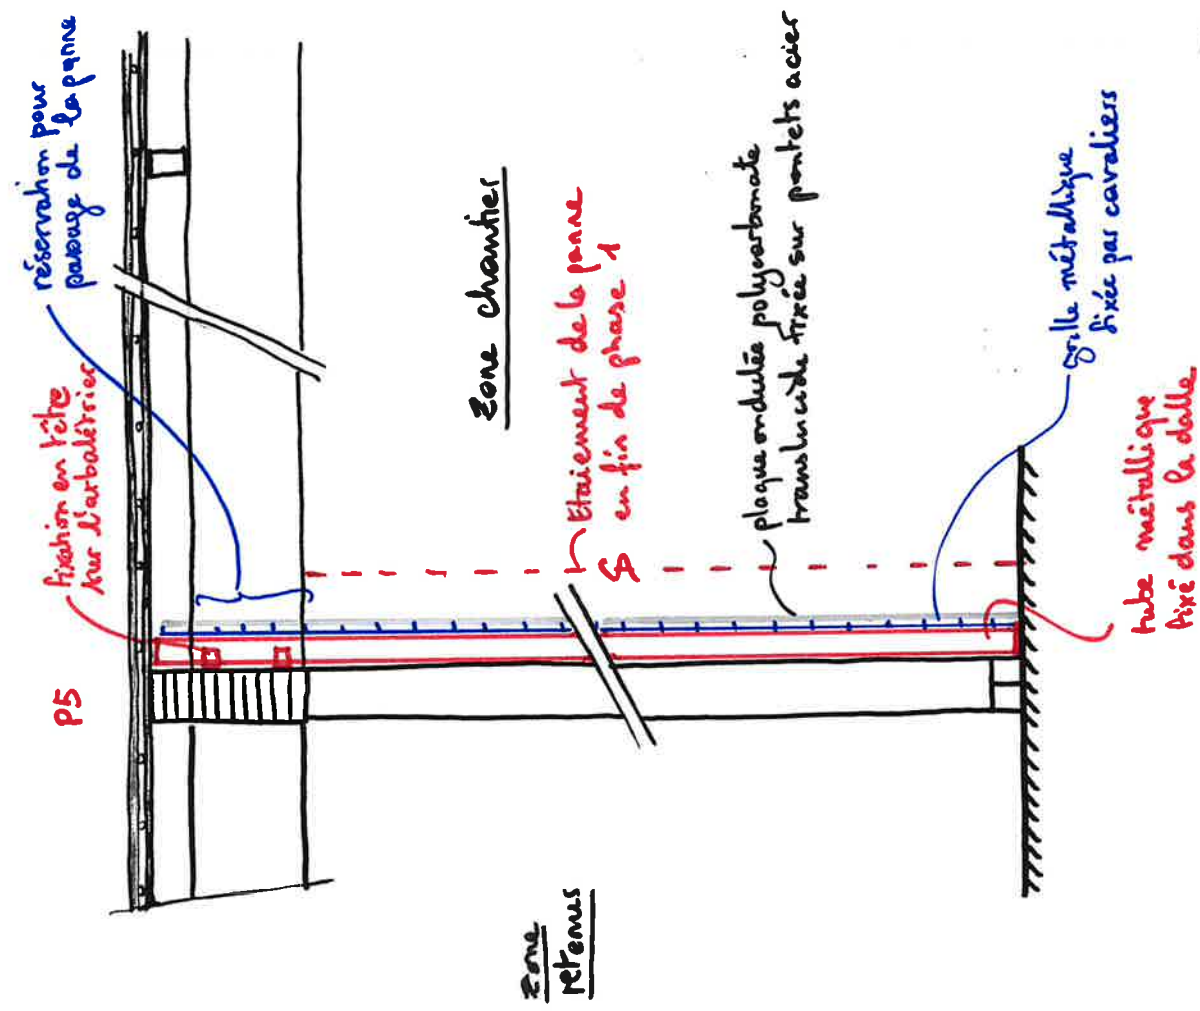 réservation pour
passage de la panne
fixation en tête
sur l'arbalétrier
P5
Zone chantier
Etaiement de la panne
en fin de phase 1
plaque ondulée polycarbonate
translucide fixée sur pontets acier
grille métallique
fixée par cavaliers
tube métallique
fixé dans la dalle
Zone
retenus